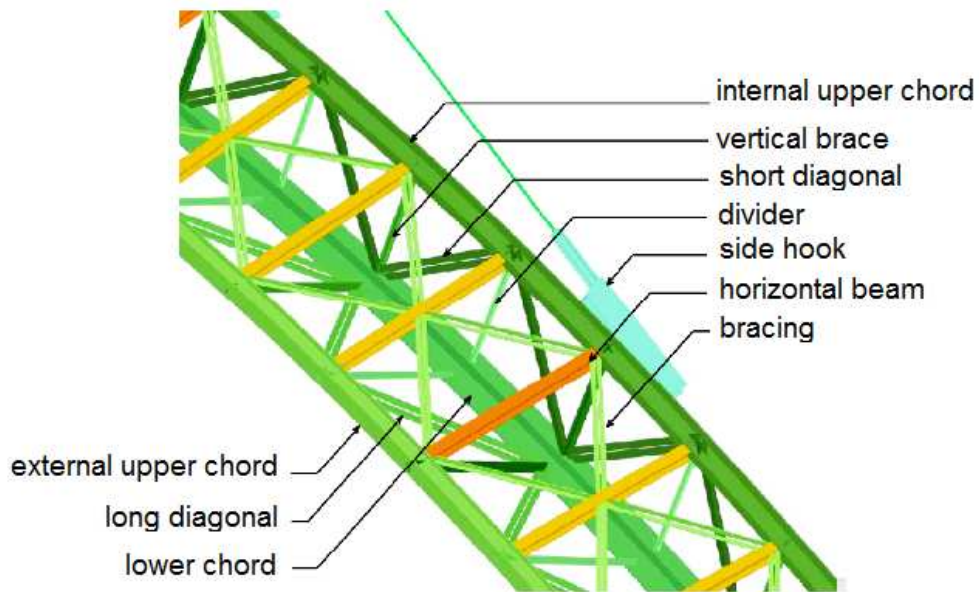 internal upper chord
vertical brace
short diagonal
divider
side hook
horizontal beam
bracing
external upper chord
long diagonal
lower chord